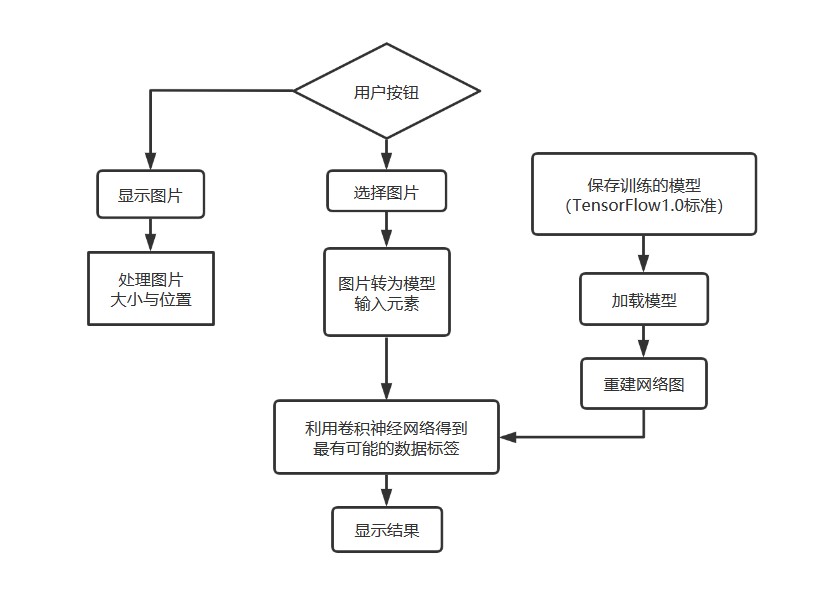 用户按钮
显示图片
选择图片
保存训练的模型
（TensorFlow1.0标准）
处理图片
大小与位置
图片转为模型
输入元素
加载模型
重建网络图
利用卷积神经网络得到
最有可能的数据标签
显示结果